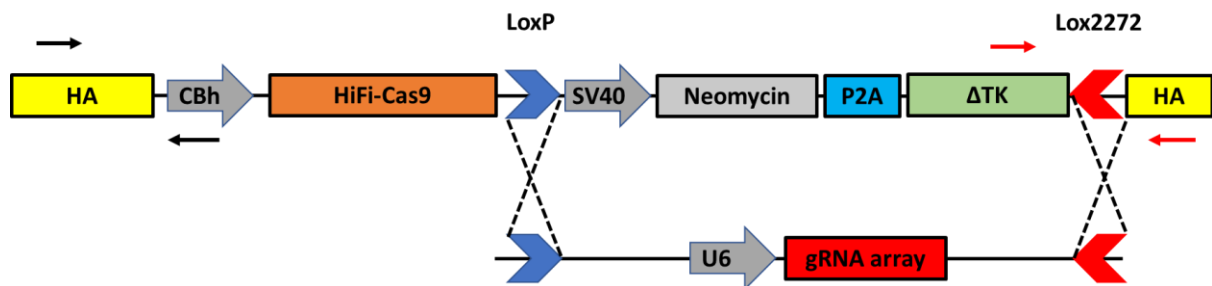 LoxP Lox2272
HA CBh HiFi-Cas9 SV40 Neomycin P2A ΔTK HA
U6 gRNA array